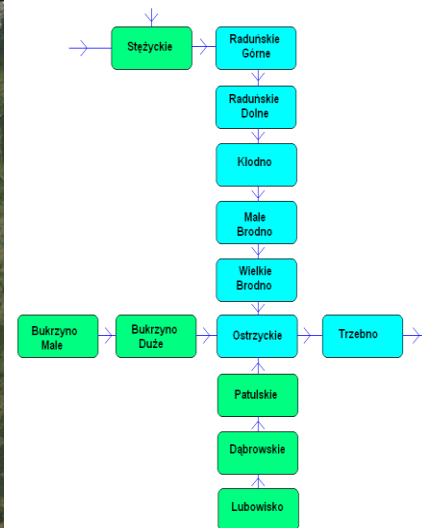 Stężyckie
Raduńskie
Górne
Raduńskie
Dolne
Kłodno
Małe
Brodno
Wielkie
Brodno
Bukrzyno
Małe
Bukrzyno
Duże
Ostrzyckie
Trzebno
Patulskie
Dąbrowskie
Lubowisko